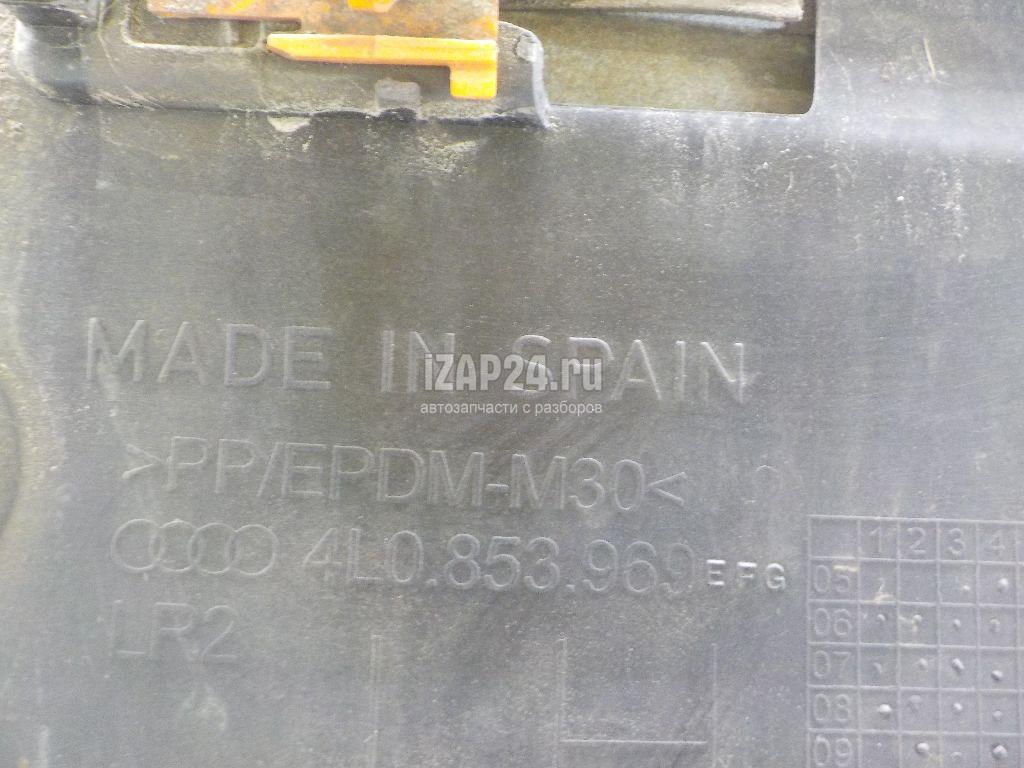 MADE IN SPAIN
iZAP24.ru
автозапчасти с разборов
>PP/EPDM-M30<
4L0.853.969 EFG
LR2
1 2 3 4
05
06
07
08
09